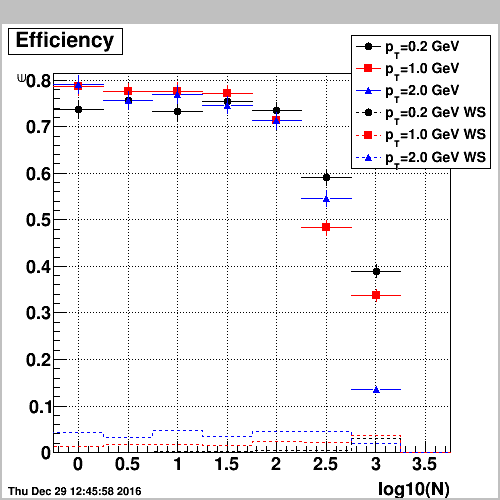 Efficiency
p_T=0.2 GeV
p_T=1.0 GeV
p_T=2.0 GeV
p_T=0.2 GeV WS
p_T=1.0 GeV WS
p_T=2.0 GeV WS
ε
0.8
0.7
0.6
0.5
0.4
0.3
0.2
0.1
0
0 0.5 1 1.5 2 2.5 3 3.5
log10(N)
Thu Dec 29 12:45:58 2016